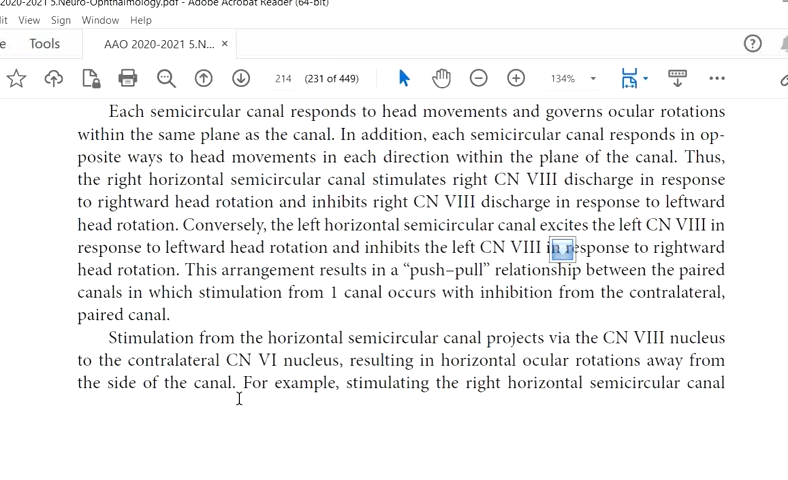 2020-2021 5.Neuro-Ophthalmology.pdf - Adobe Acrobat Reader (64-bit)
dit View Sign Window Help
e Tools AAO 2020-2021 5.N... ×
214 (231 of 449) 134%
Each semicircular canal responds to head movements and governs ocular rotations
within the same plane as the canal. In addition, each semicircular canal responds in op-
posite ways to head movements in each direction within the plane of the canal. Thus,
the right horizontal semicircular canal stimulates right CN VIII discharge in response
to rightward head rotation and inhibits right CN VIII discharge in response to leftward
head rotation. Conversely, the left horizontal semicircular canal excites the left CN VIII in
response to leftward head rotation and inhibits the left CN VIII in response to rightward
head rotation. This arrangement results in a “push–pull” relationship between the paired
canals in which stimulation from 1 canal occurs with inhibition from the contralateral,
paired canal.
Stimulation from the horizontal semicircular canal projects via the CN VIII nucleus
to the contralateral CN VI nucleus, resulting in horizontal ocular rotations away from
the side of the canal. For example, stimulating the right horizontal semicircular canal